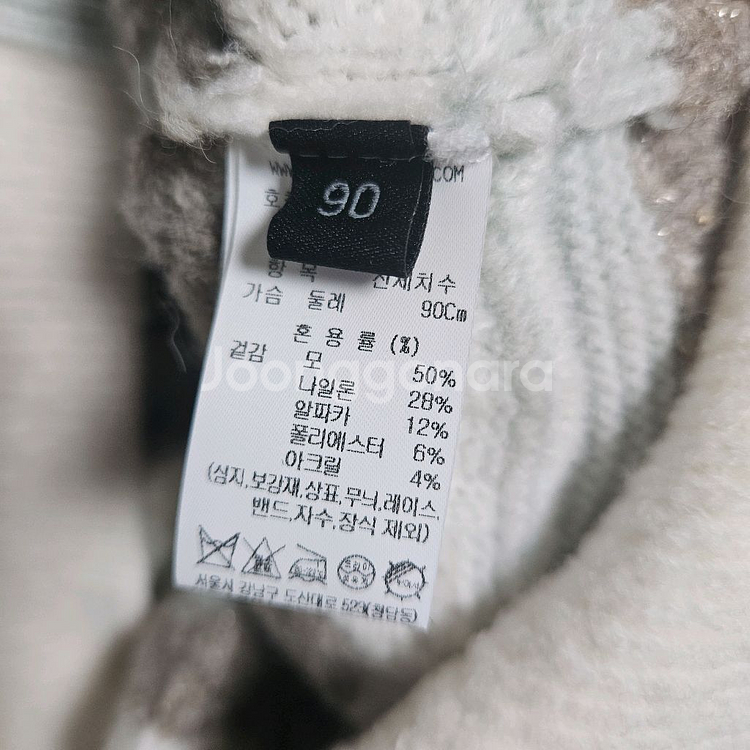 COM
90
호
항 목 신체치수
가슴 둘레 90Cm
혼 용 률 (%)
겉감 모 50%
나일론 28%
알파카 12%
폴리에스터 6%
아크릴 4%
(심지,보강재,상표,무늬,레이스,
밴드,자수,장식 제외)
서울시 강남구 도산대로 523(청담동)
Joonggonara